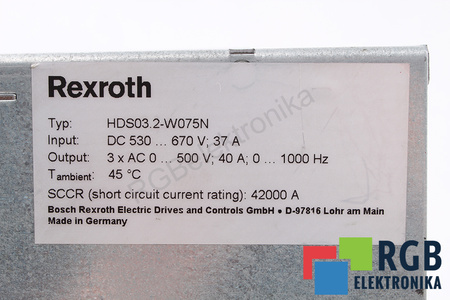 Rexroth
Typ: HDS03.2-W075N
Input: DC 530 ... 670 V; 37 A
Output: 3 x AC 0 ... 500 V; 40 A; 0 ... 1000 Hz
Tambient: 45 °C
SCCR (short circuit current rating): 42000 A
Bosch Rexroth Electric Drives and Controls GmbH ● D-97816 Lohr am Main
Made in Germany
RGB elektronika
RGB
ELEKTRONIKA